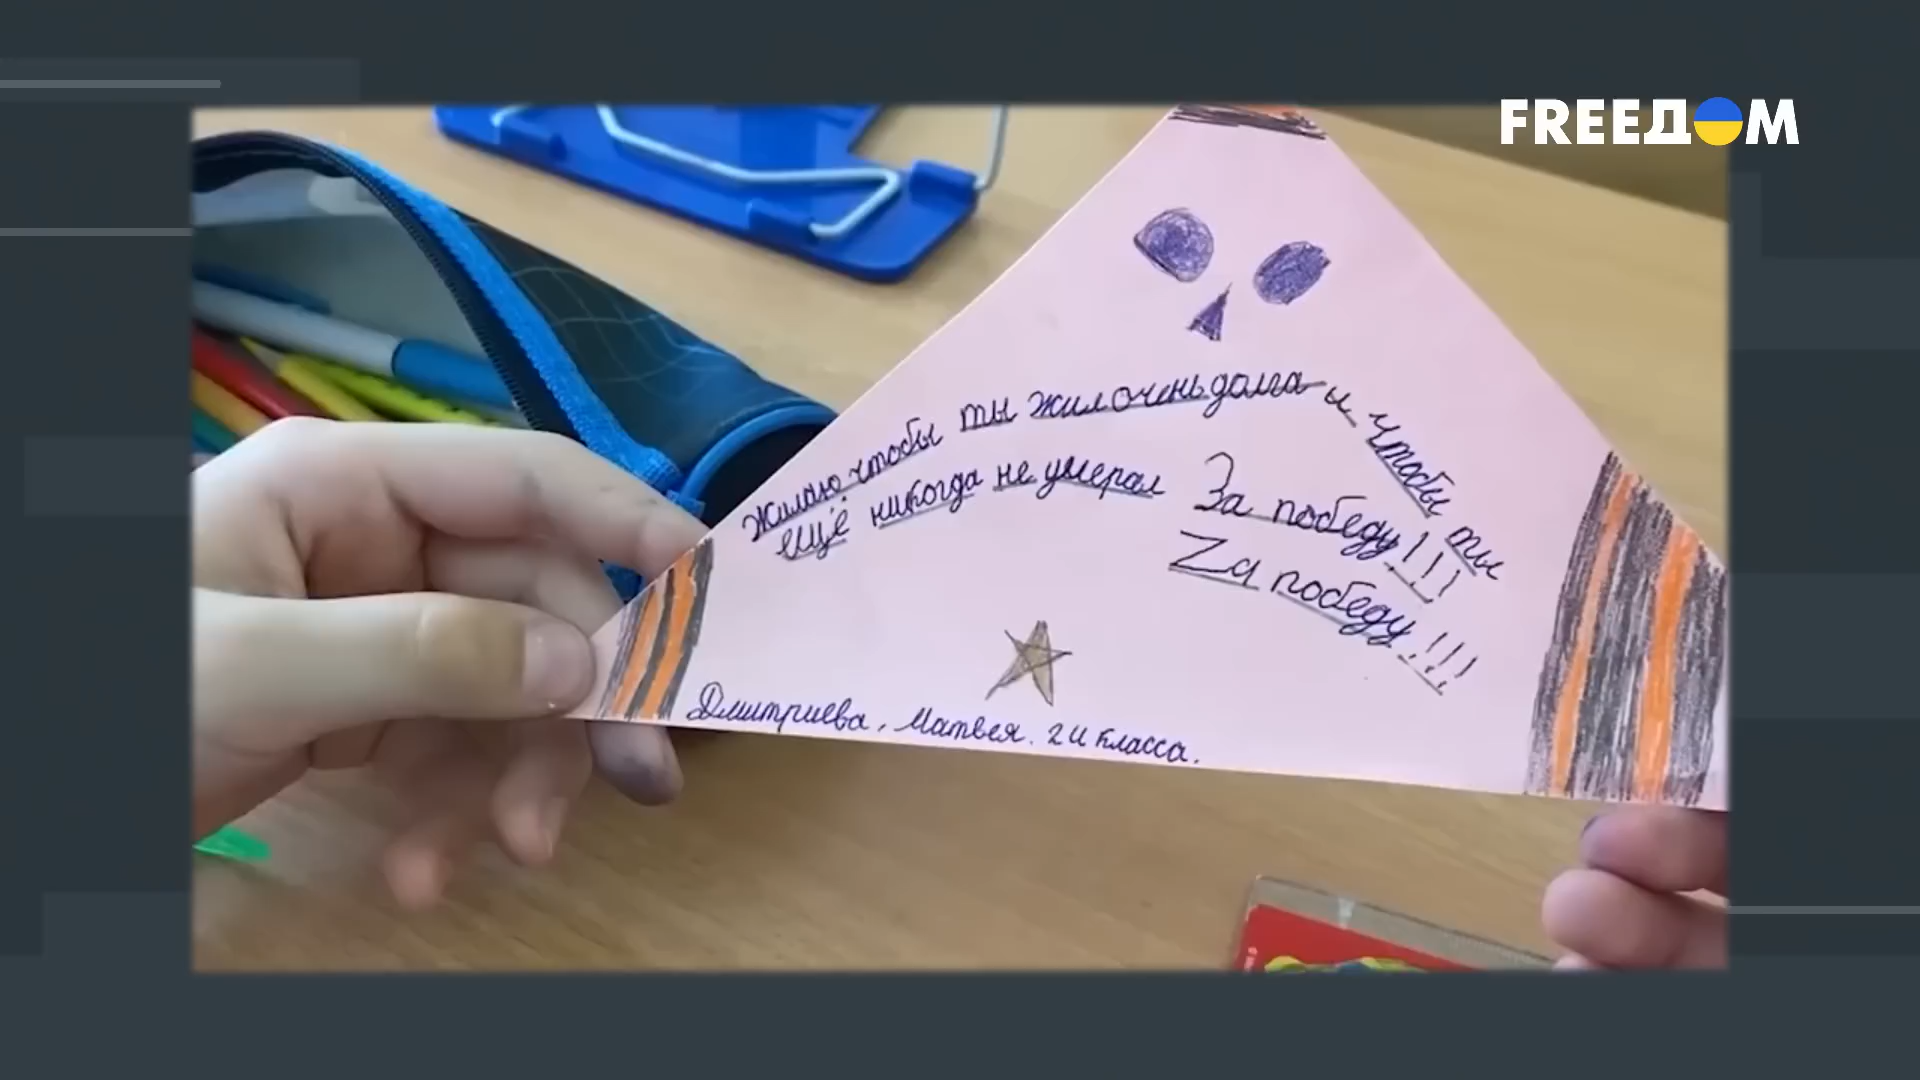 FREEДОМ
Жилаю чтобы ты жил очень долга и чтобы ты
ещё никогда не умерал За победу!!!
Zа победу!!!
Дмитриева, Матвея. 2 И класса.